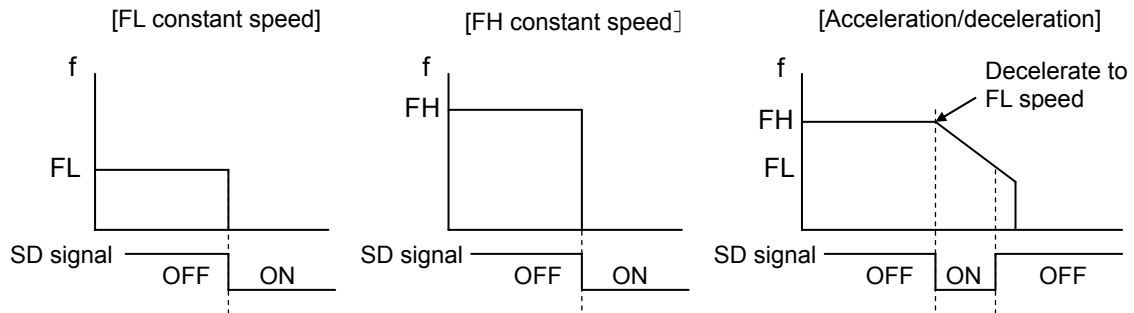 [FL constant speed]
f
FL
SD signal
OFF
ON
[FH constant speed］
f
FH
SD signal
OFF
ON
[Acceleration/deceleration]
f
Decelerate to
FL speed
FH
FL
SD signal
OFF
ON
OFF